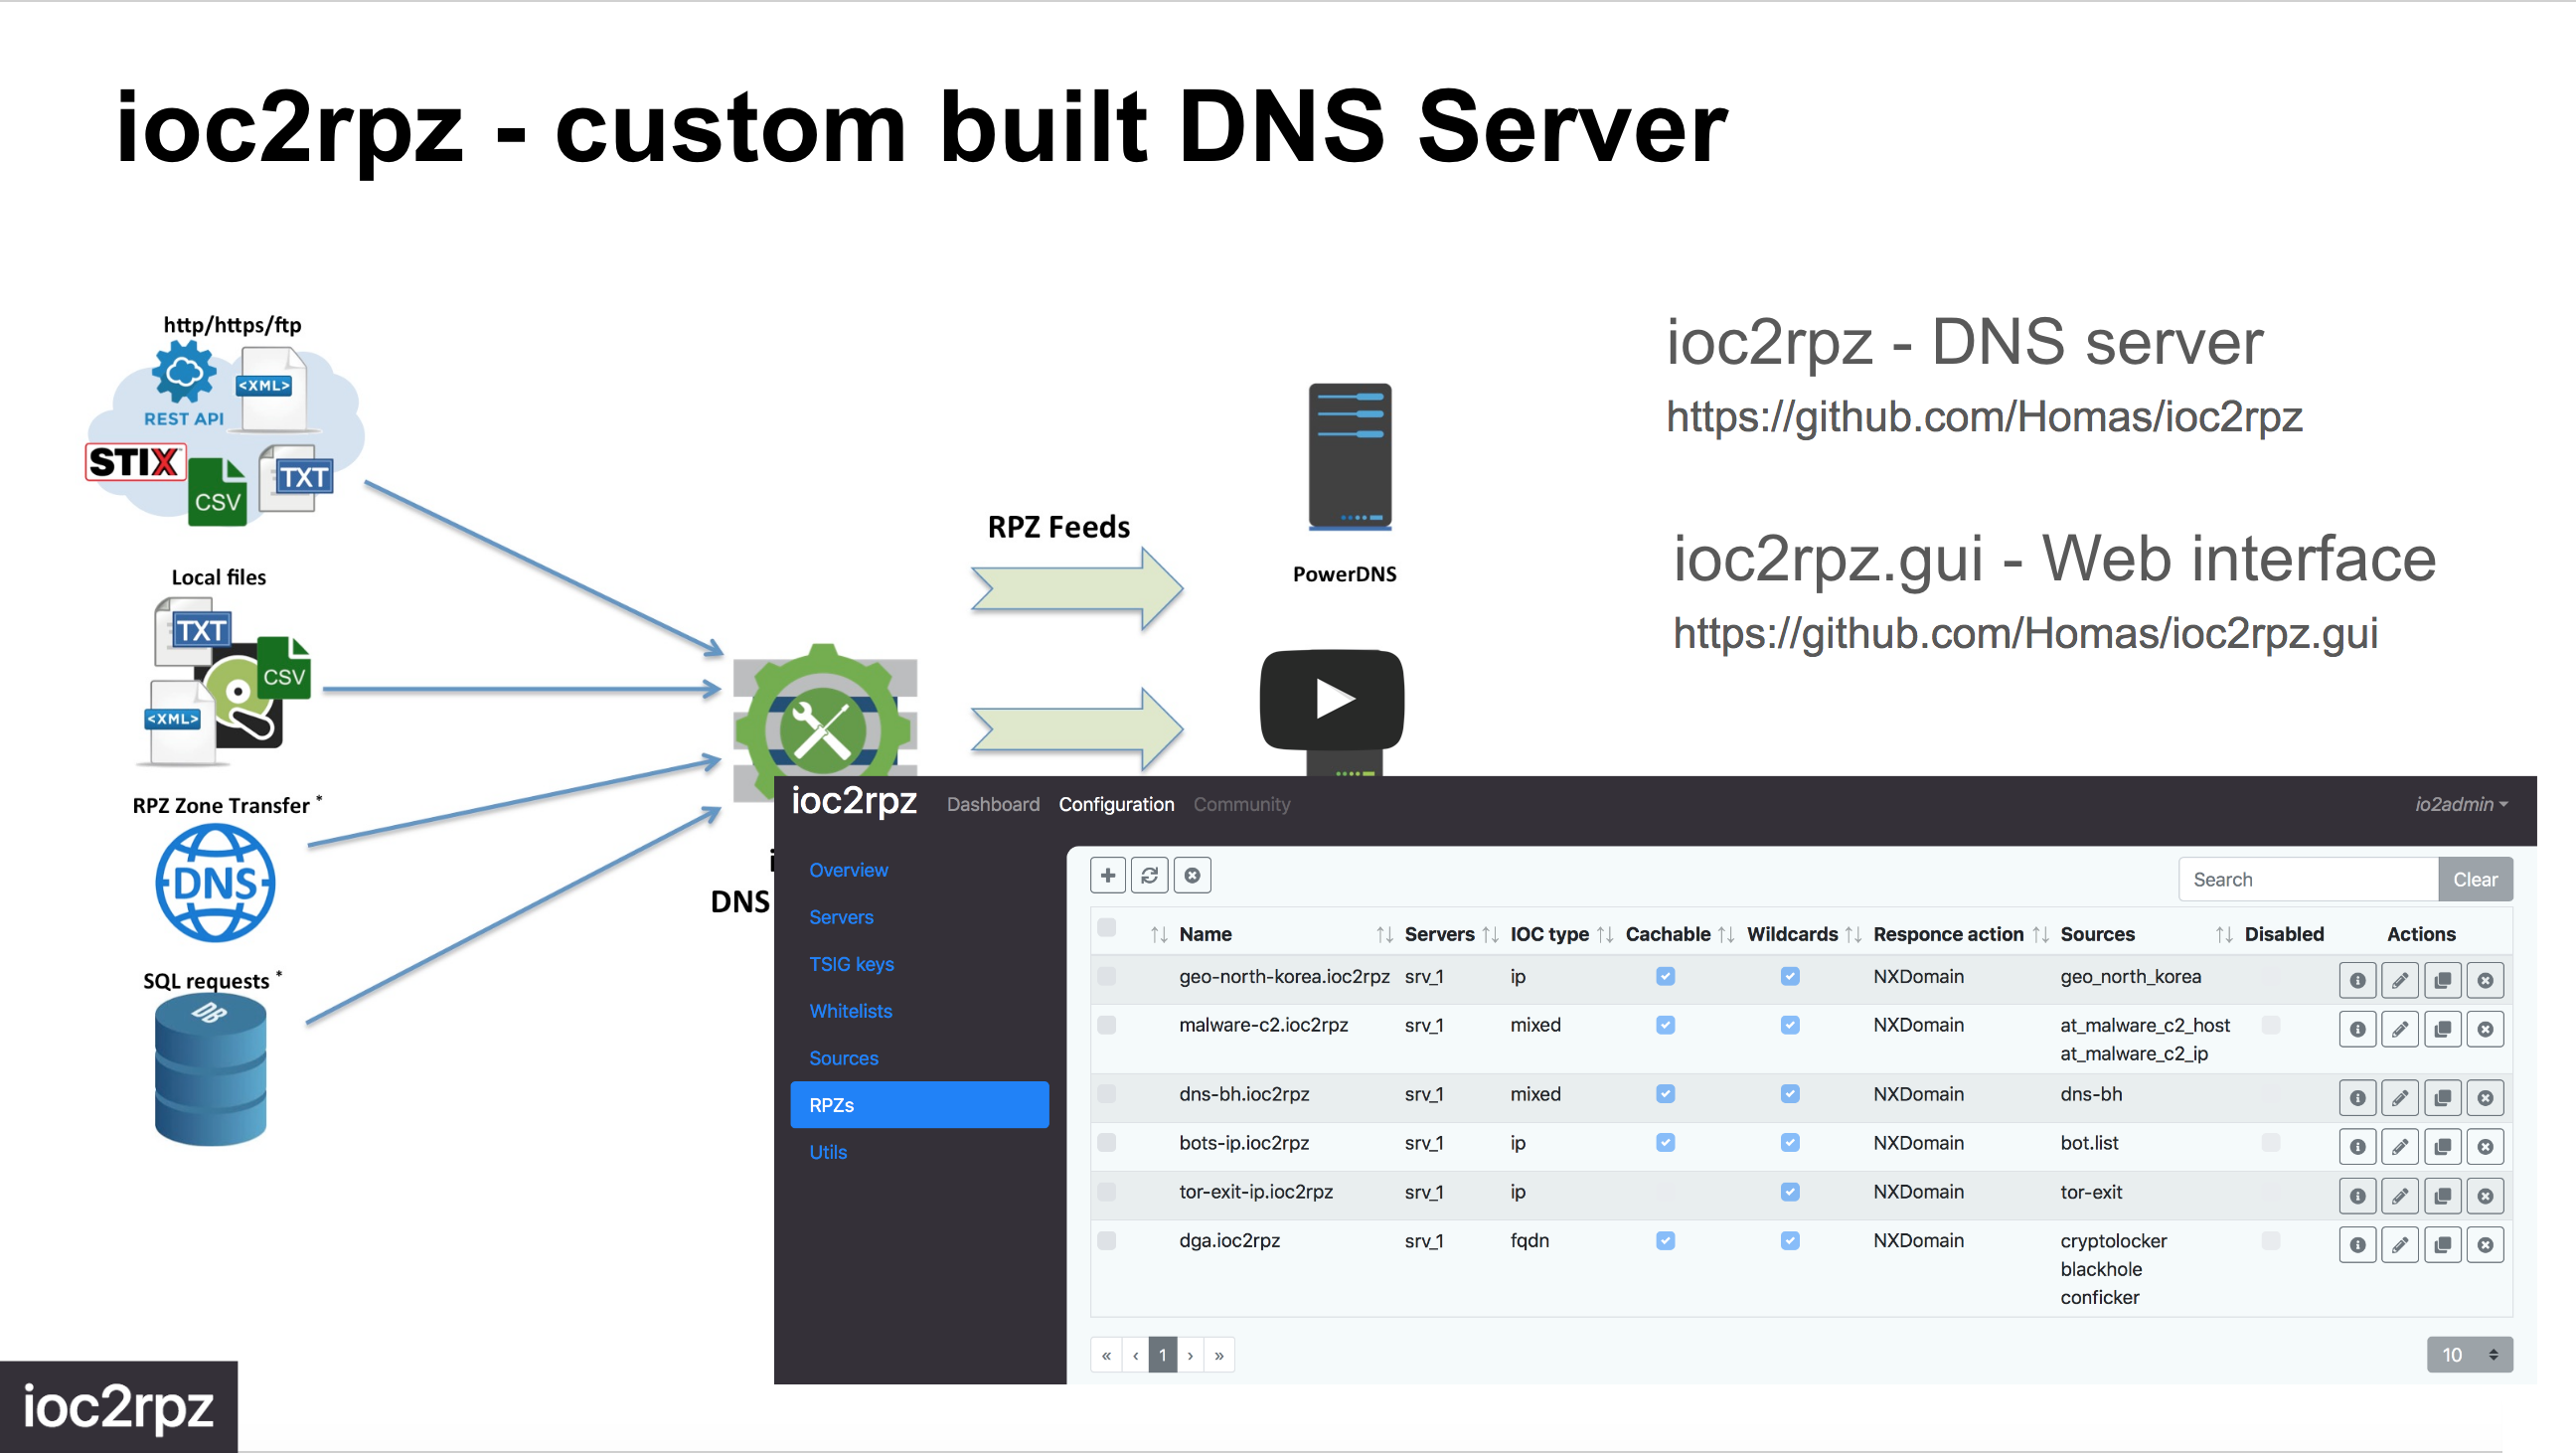 ioc2rpz - custom built DNS Server
http/https/ftp
<XML>
REST API
STIX
CSV
TXT
Local files
TXT
CSV
<XML>
RPZ Zone Transfer *
DNS
SQL requests *
DB
RPZ Feeds
DNS
PowerDNS
ioc2rpz - DNS server
https://github.com/Homas/ioc2rpz
ioc2rpz.gui - Web interface
https://github.com/Homas/ioc2rpz.gui
ioc2rpz Dashboard Configuration Community io2admin
Overview
Servers
TSIG keys
Whitelists
Sources
RPZs
Utils
Search Clear
Name Servers IOC type Cachable Wildcards Responce action Sources Disabled Actions
geo-north-korea.ioc2rpz srv_1 ip NXDomain geo_north_korea
malware-c2.ioc2rpz srv_1 mixed NXDomain at_malware_c2_host
at_malware_c2_ip
dns-bh.ioc2rpz srv_1 mixed NXDomain dns-bh
bots-ip.ioc2rpz srv_1 ip NXDomain bot.list
tor-exit-ip.ioc2rpz srv_1 ip NXDomain tor-exit
dga.ioc2rpz srv_1 fqdn NXDomain cryptolocker
blackhole
conficker
« ‹ 1 › »
10
ioc2rpz